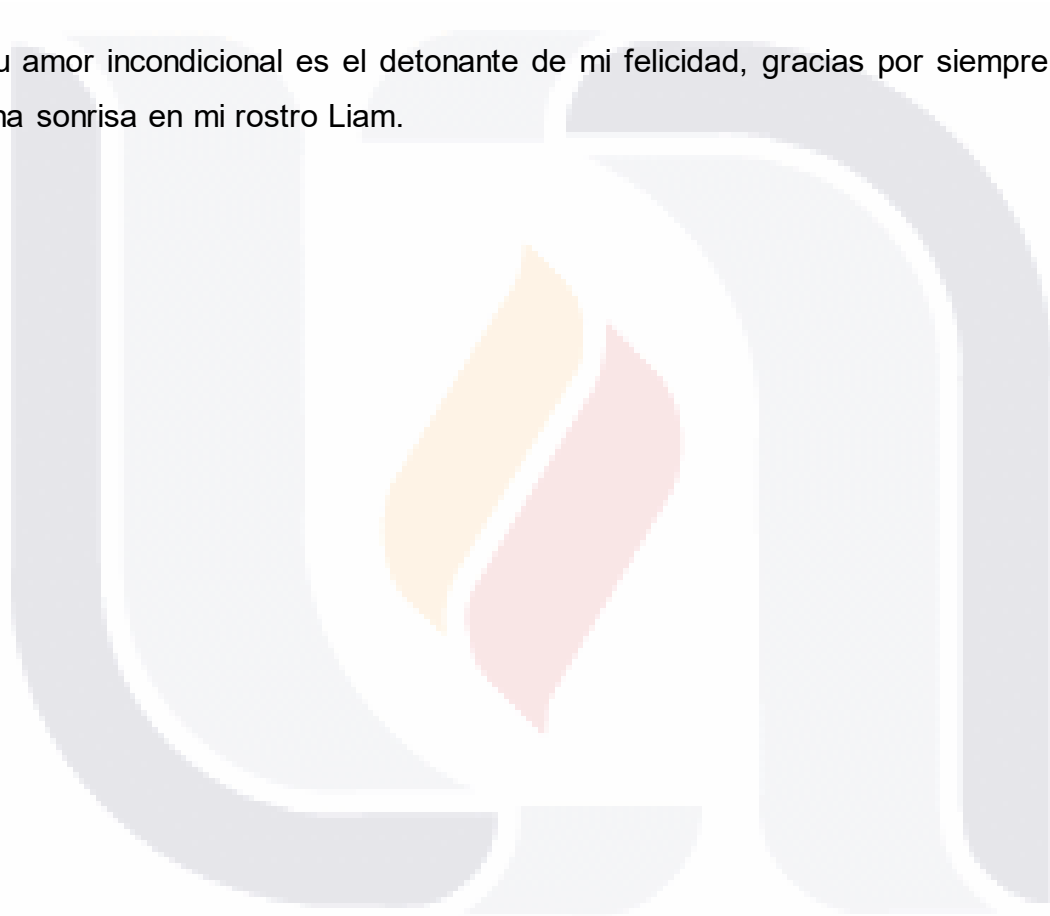 u amor incondicional es el detonante de mi felicidad, gracias por siempre
na sonrisa en mi rostro Liam.